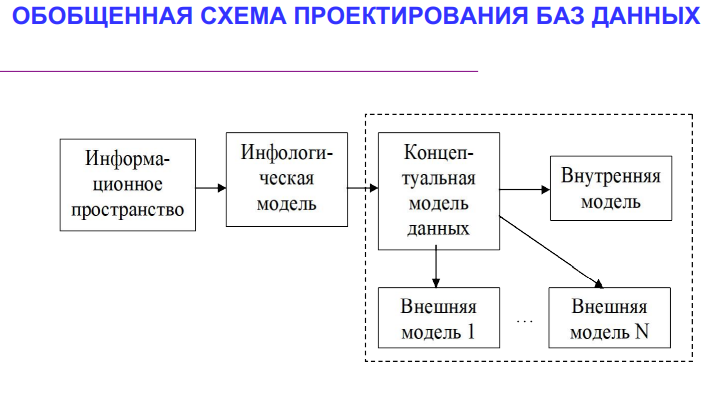 ОБОБЩЕННАЯ СХЕМА ПРОЕКТИРОВАНИЯ БАЗ ДАННЫХ
Информа-
ционное
пространство
Инфологи-
ческая
модель
Концеп-
туальная
модель
данных
Внутренняя
модель
Внешняя
модель 1
...
Внешняя
модель N